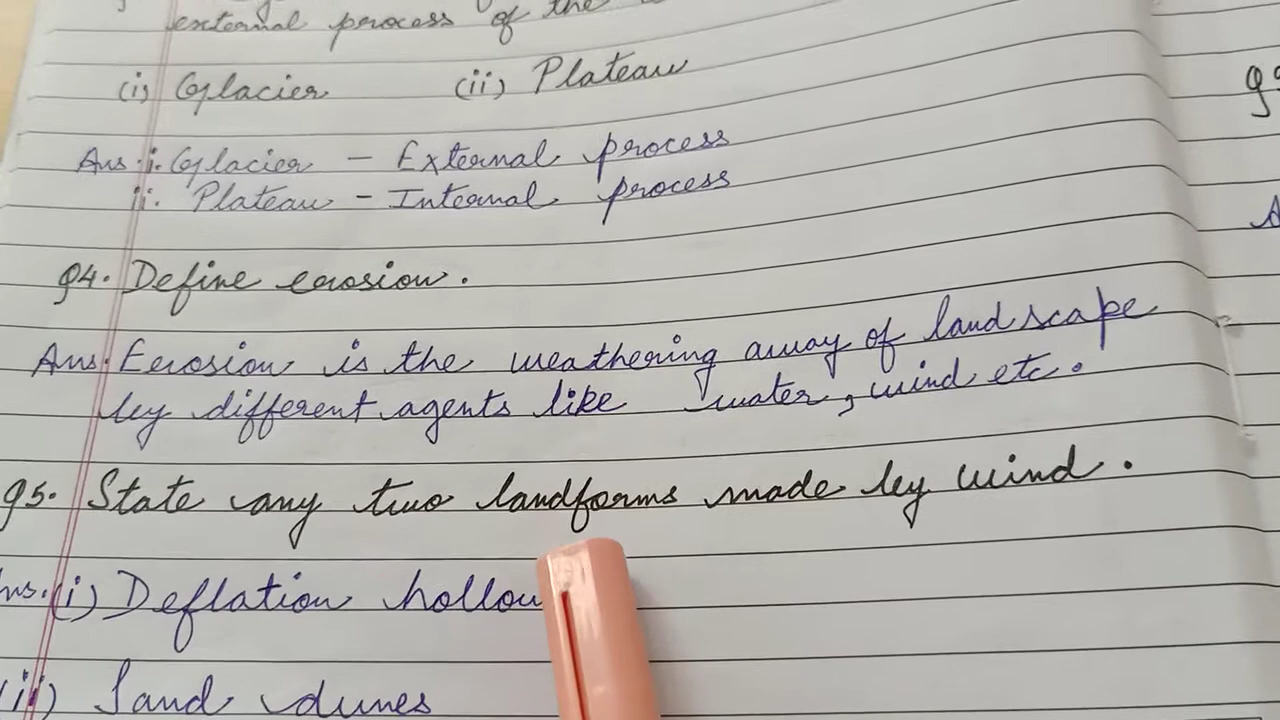 external process of the
(i) Glacier (ii) Plateau
Ans: i. Glacier - External process
ii. Plateau - Internal process
Q4. Define erosion.
Ans: Erosion is the weathering away of landscape
by different agents like water, wind etc.
Q5. State any two landforms made by wind.
Ans. (i) Deflation hollow
(ii) Sand dunes